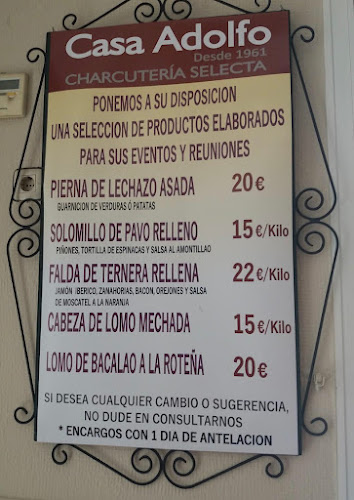 Casa Adolfo
Desde 1961
CHARCUTERÍA SELECTA
PONEMOS A SU DISPOSICION
UNA SELECCION DE PRODUCTOS ELABORADOS
PARA SUS EVENTOS Y REUNIONES
PIERNA DE LECHAZO ASADA 20€
GUARNICION DE VERDURAS Ó PATATAS
SOLOMILLO DE PAVO RELLENO 15€/Kilo
PIÑONES, TORTILLA DE ESPINACAS Y SALSA AL AMONTILLAO
FALDA DE TERNERA RELLENA 22€/Kilo
JAMON IBERICO, ZANAHORIAS, BACON, OREJONES Y SALSA
DE MOSCATEL A LA NARANJA
CABEZA DE LOMO MECHADA 15€/Kilo
LOMO DE BACALAO A LA ROTEÑA 20€
SI DESEA CUALQUIER CAMBIO O SUGERENCIA,
NO DUDE EN CONSULTARNOS
* ENCARGOS CON 1 DIA DE ANTELACION